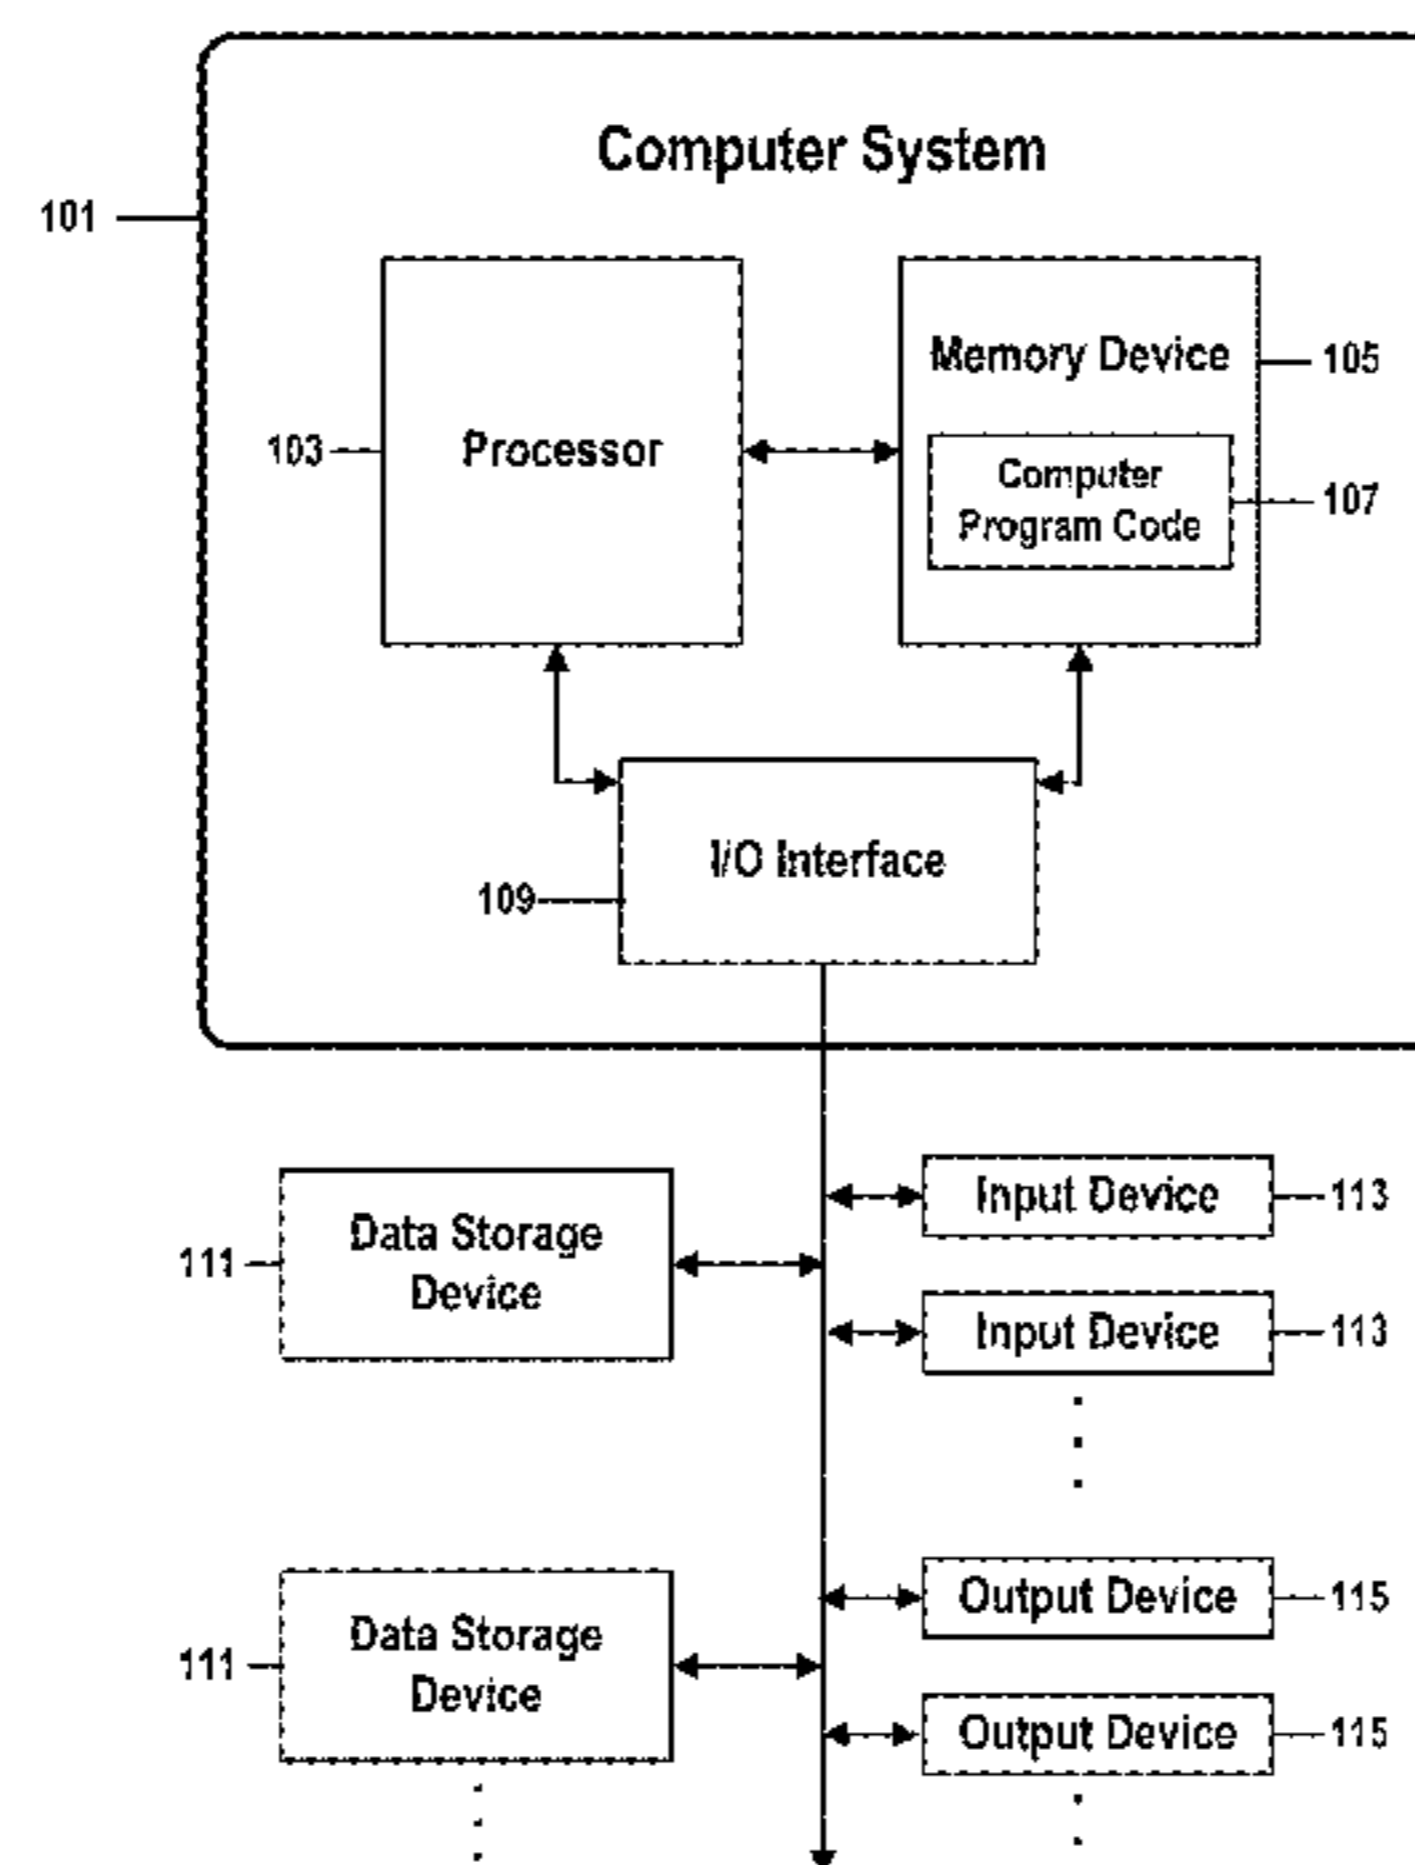 Computer System
101
Memory Device
105
103
Processor
Computer
Program Code
107
I/O Interface
109
Input Device
113
Data Storage
Device
111
Input Device
113
Output Device
115
Data Storage
Device
111
Output Device
115